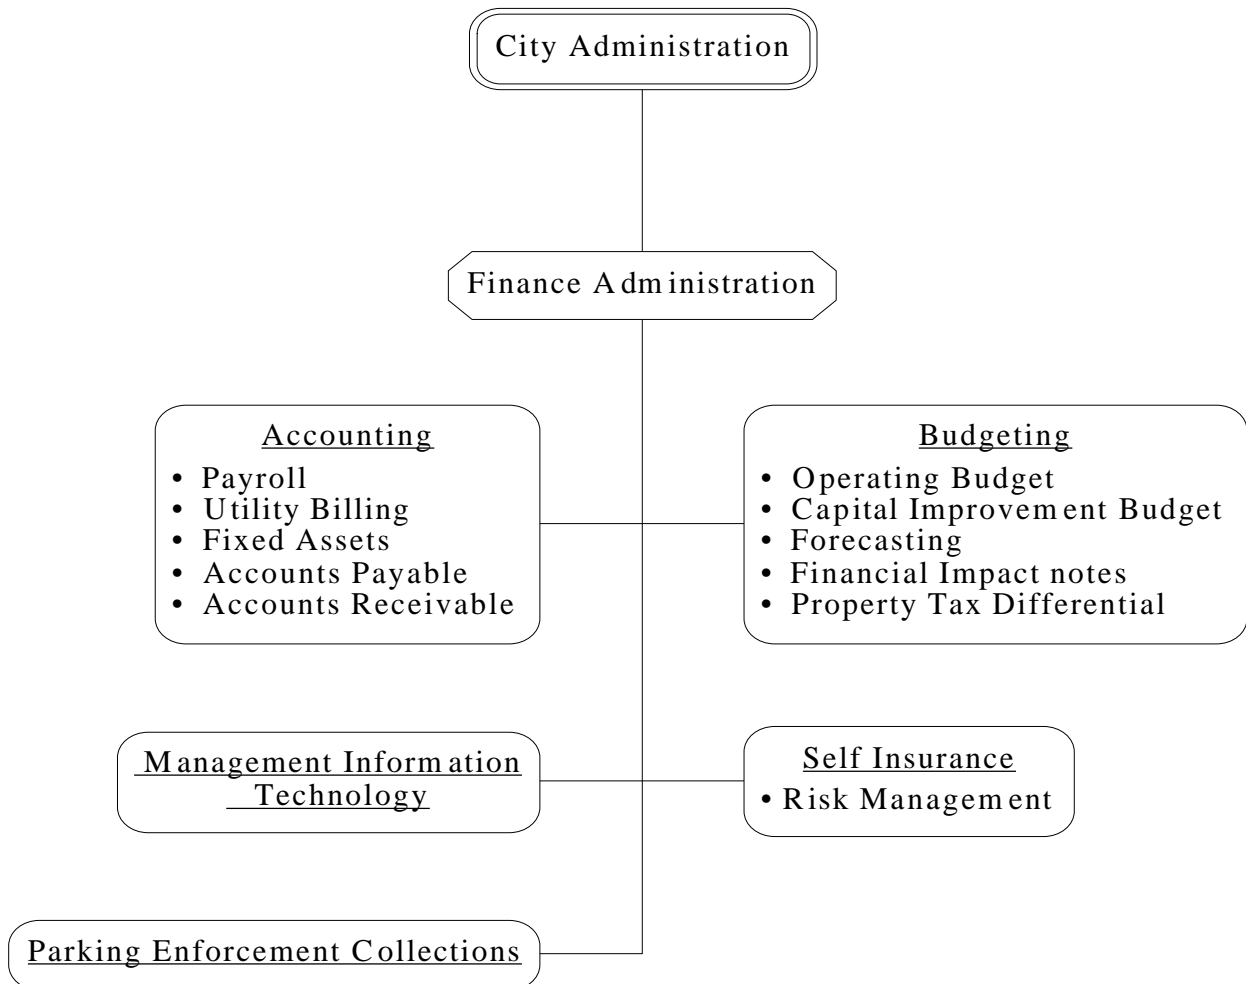 City Administration
Finance Administration
Accounting
• Payroll
• Utility Billing
• Fixed Assets
• Accounts Payable
• Accounts Receivable
Budgeting
• Operating Budget
• Capital Improvement Budget
• Forecasting
• Financial Impact notes
• Property Tax Differential
Management Information
Technology
Self Insurance
• Risk Management
Parking Enforcement Collections